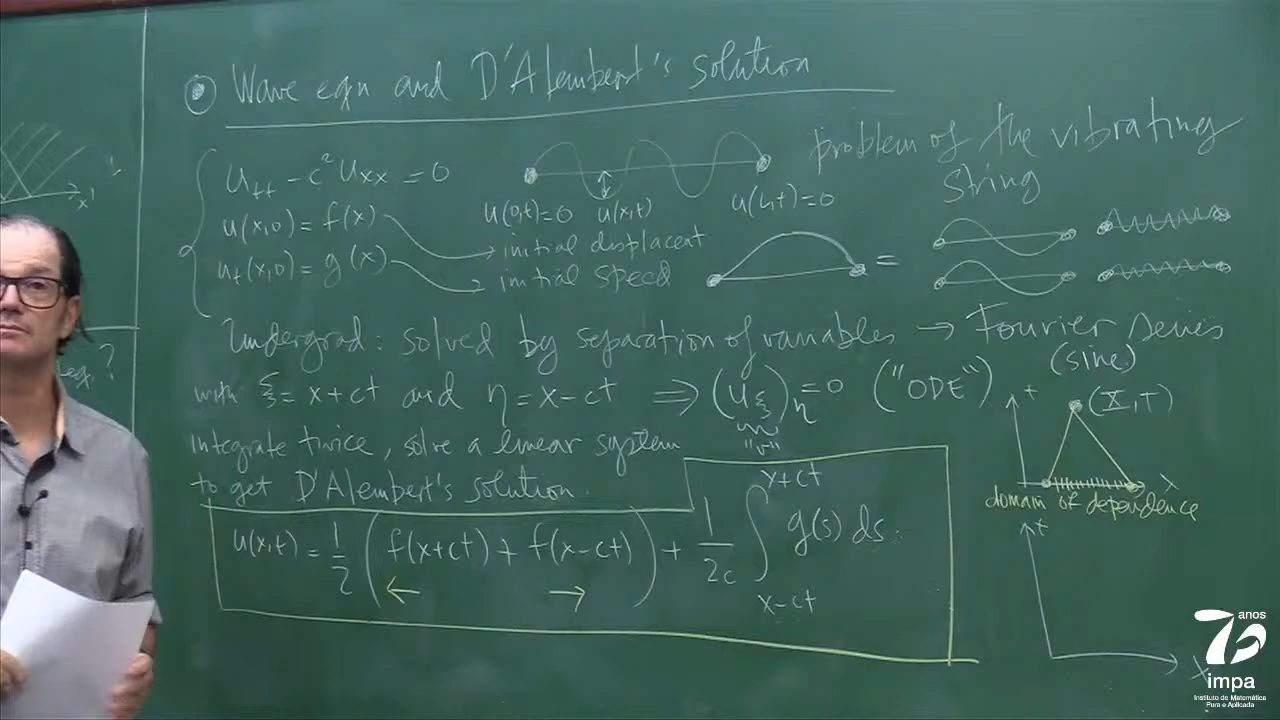 Wave eqn and D'Alembert's solution
u_tt - c² u_xx = 0
u(x,0) = f(x)
u_t(x,0) = g(x)
u(0,t)=0 u(x,t) u(L,t)=0
initial displacent
initial speed
problem of the vibrating
string
=
Undergrad: solved by separation of variables → Fourier series
(sine)
with ξ = x+ct and η = x-ct ⟹ (u_ξ)_η = 0 ("ODE")
"v"
integrate twice, solve a linear system
to get D'Alembert's solution.
u(x,t) = 1/2 (f(x+ct) + f(x-ct)) + 1/2c ∫_{x-ct}^{x+ct} g(s) ds.
← →
t
(X,T)
x
domain of dependence
t
x
x
eq. ?
75 anos
impa
Instituto de Matemática
Pura e Aplicada